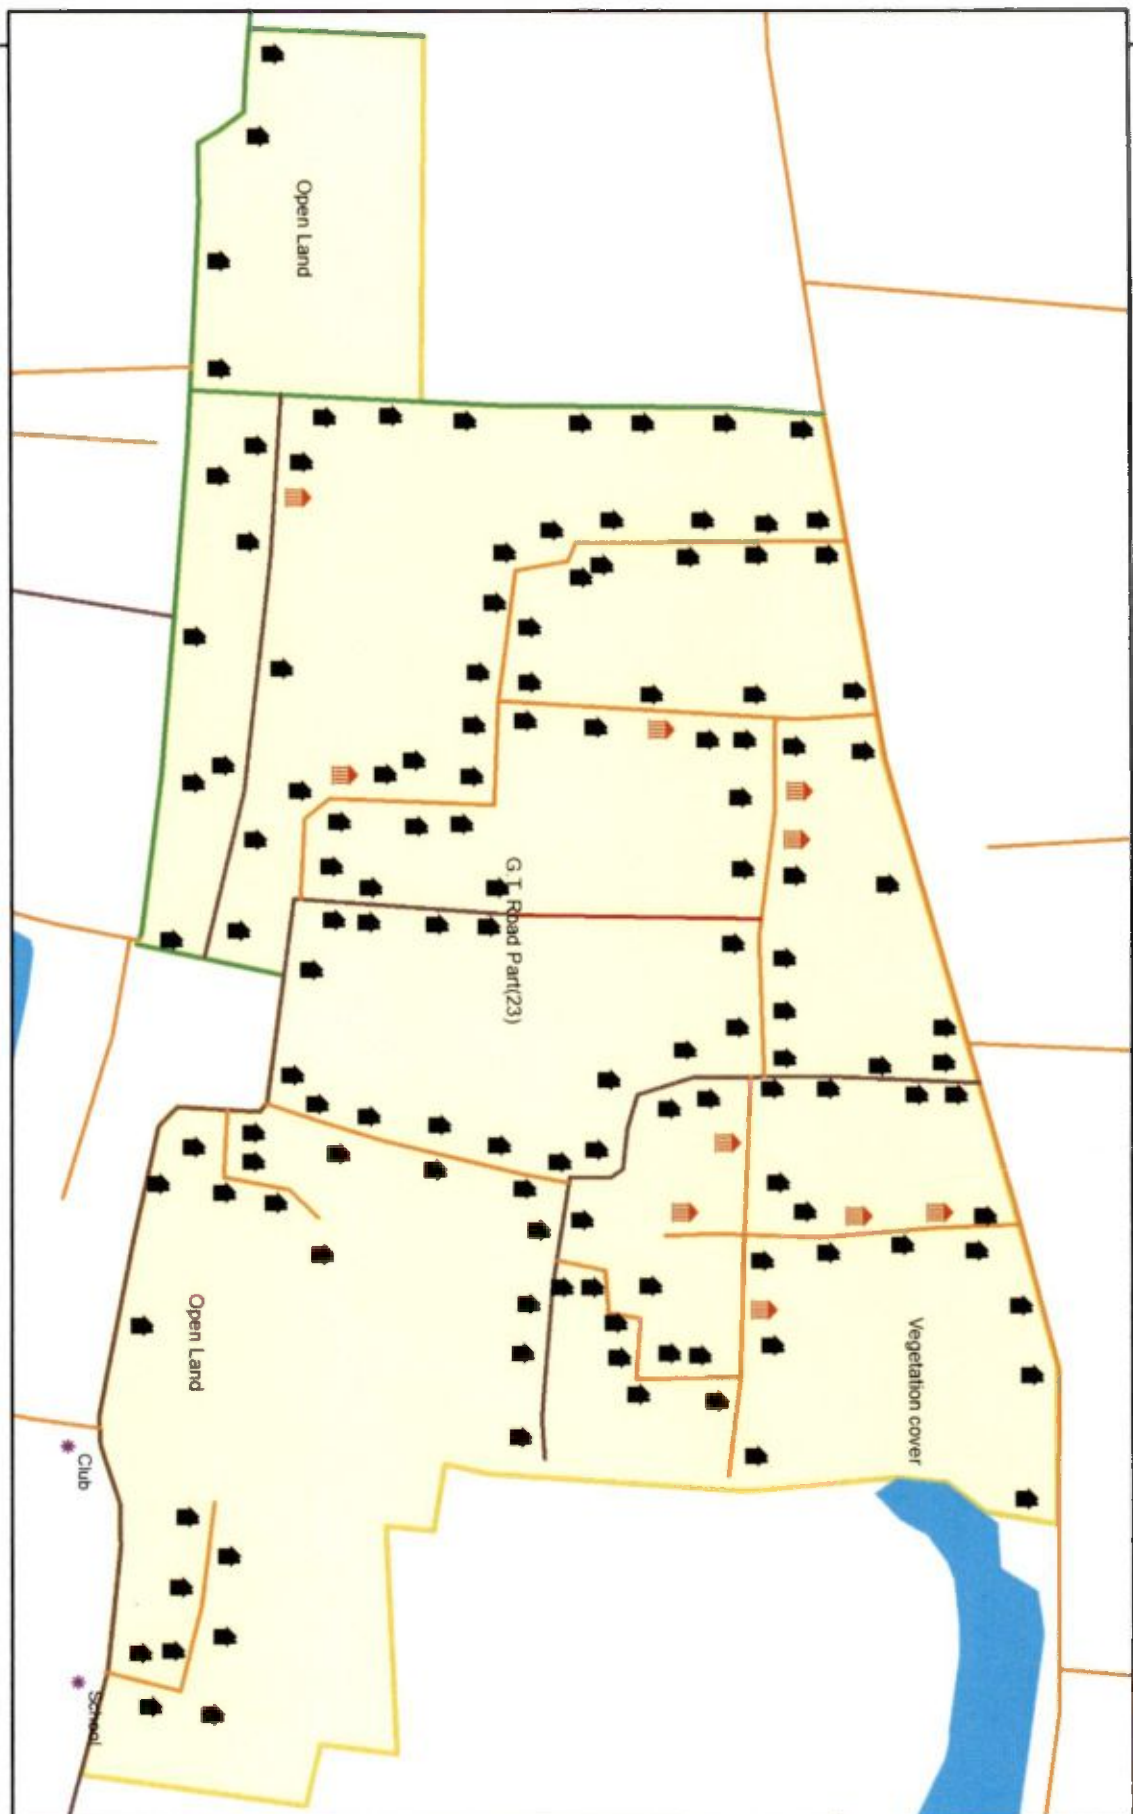 Open Land
G.T. Road Part(23)
Vegetation cover
Open Land
Club
School